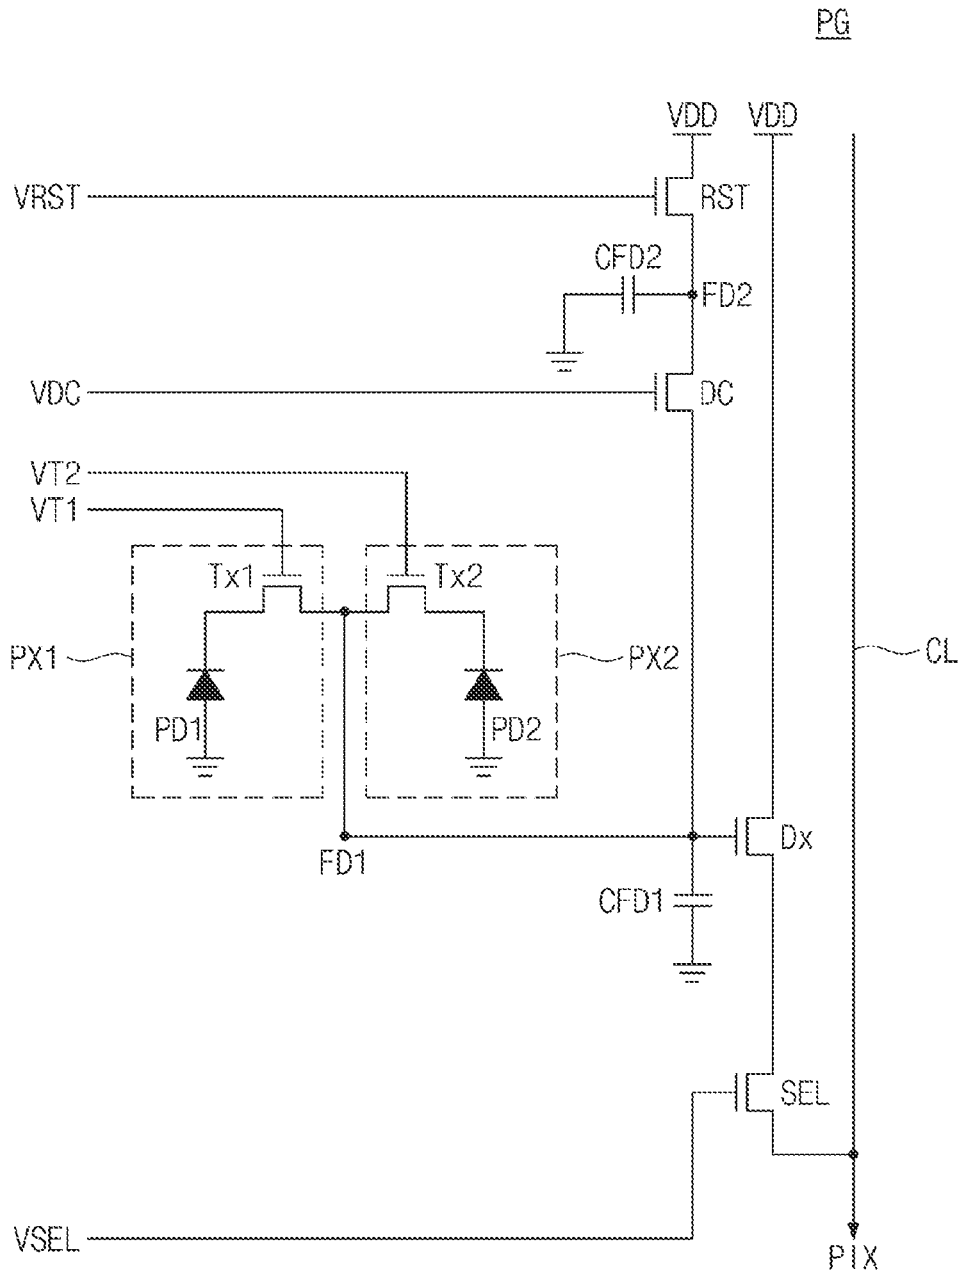 PG
VDD VDD
VRST RST
CFD2
FD2
VDC DC
VT2
VT1
Tx1 Tx2
PX1 PX2 CL
PD1 PD2
Dx
FD1
CFD1
SEL
VSEL
PIX